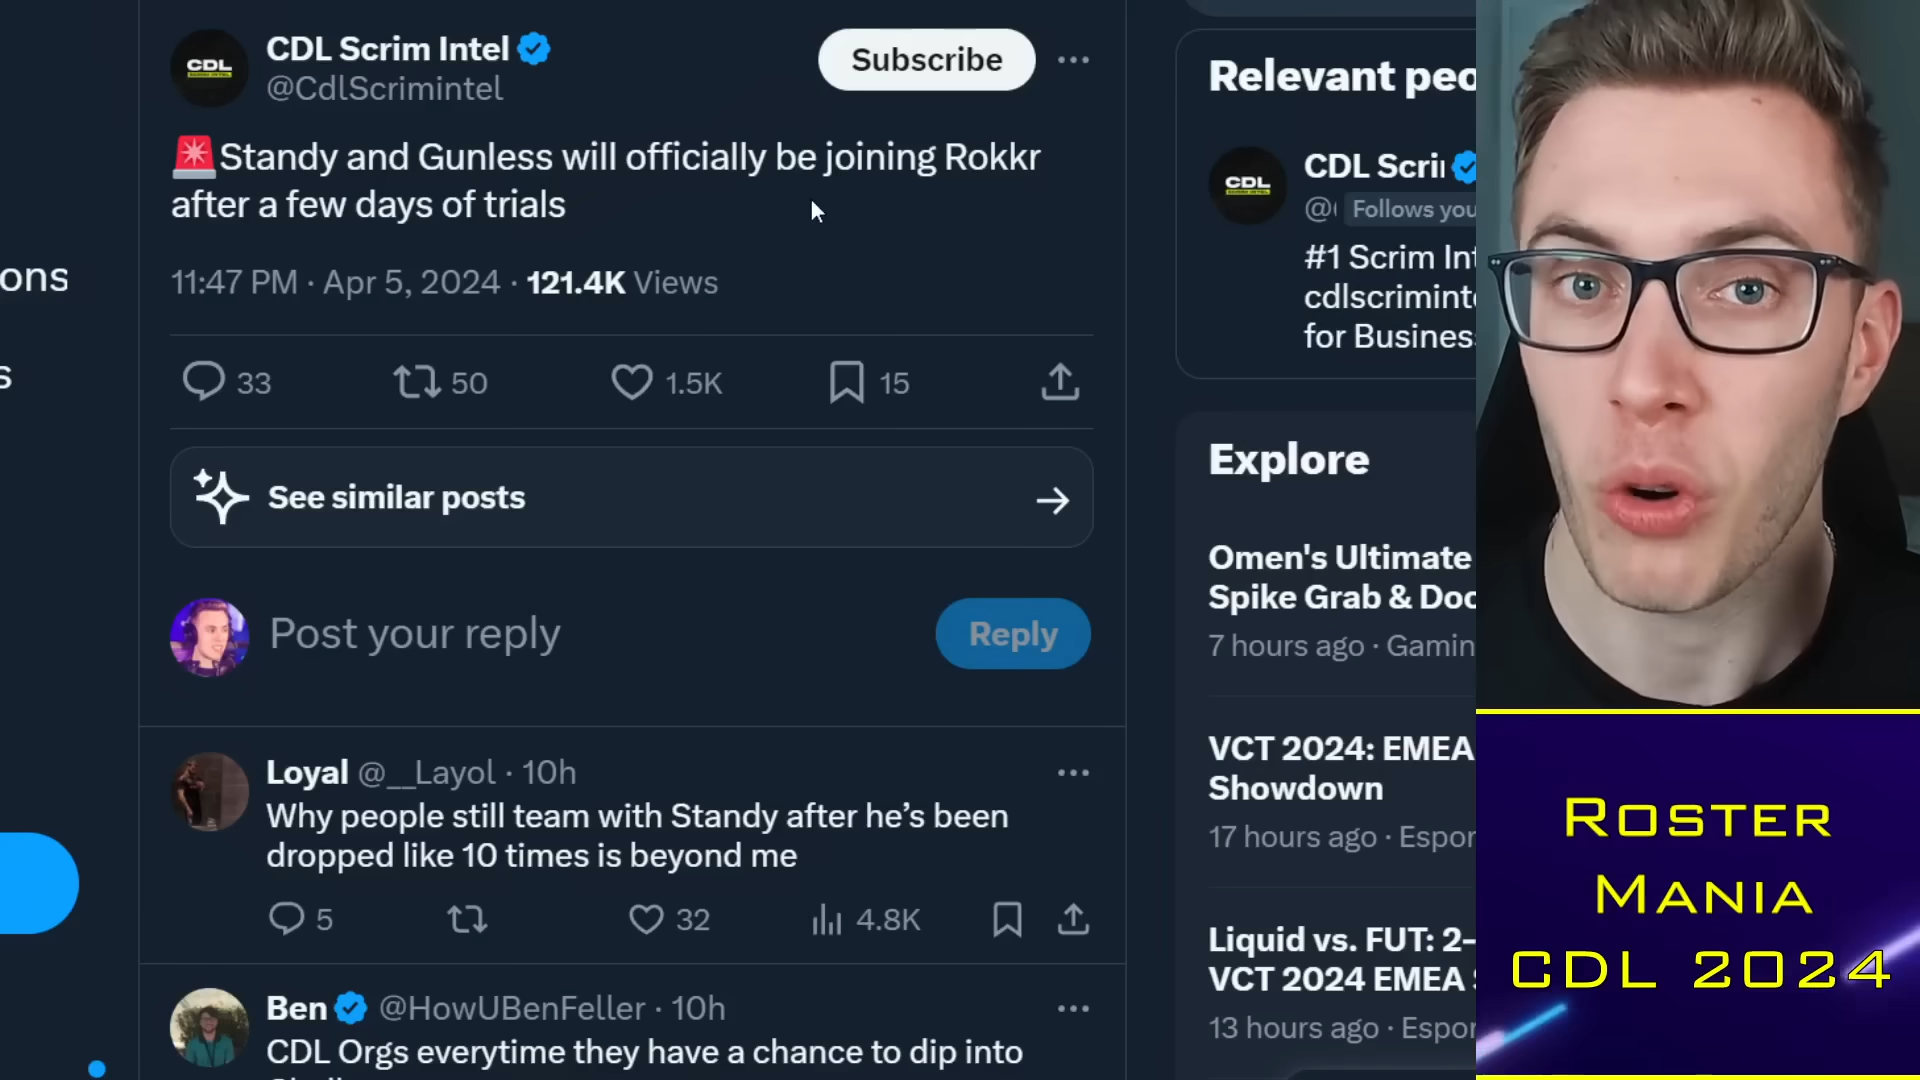 CDL Scrim Intel
@CdlScrimintel
Subscribe
CDL
🚨Standy and Gunless will officially be joining Rokkr
after a few days of trials
11:47 PM · Apr 5, 2024 · 121.4K Views
33
50
1.5K
15
See similar posts
Post your reply
Reply
Loyal @__Layol · 10h
Why people still team with Standy after he’s been
dropped like 10 times is beyond me
5
32
4.8K
Ben @HowUBenFeller · 10h
CDL Orgs everytime they have a chance to dip into
ons
s
Relevant peo
CDL
CDL Scri
@
Follows you
#1 Scrim Int
cdlscriminte
for Business
Explore
Omen's Ultimate
Spike Grab & Doc
7 hours ago · Gamin
VCT 2024: EMEA
Showdown
17 hours ago · Espor
Liquid vs. FUT: 2–
VCT 2024 EMEA
13 hours ago · Espor
Roster
Mania
CDL 2024